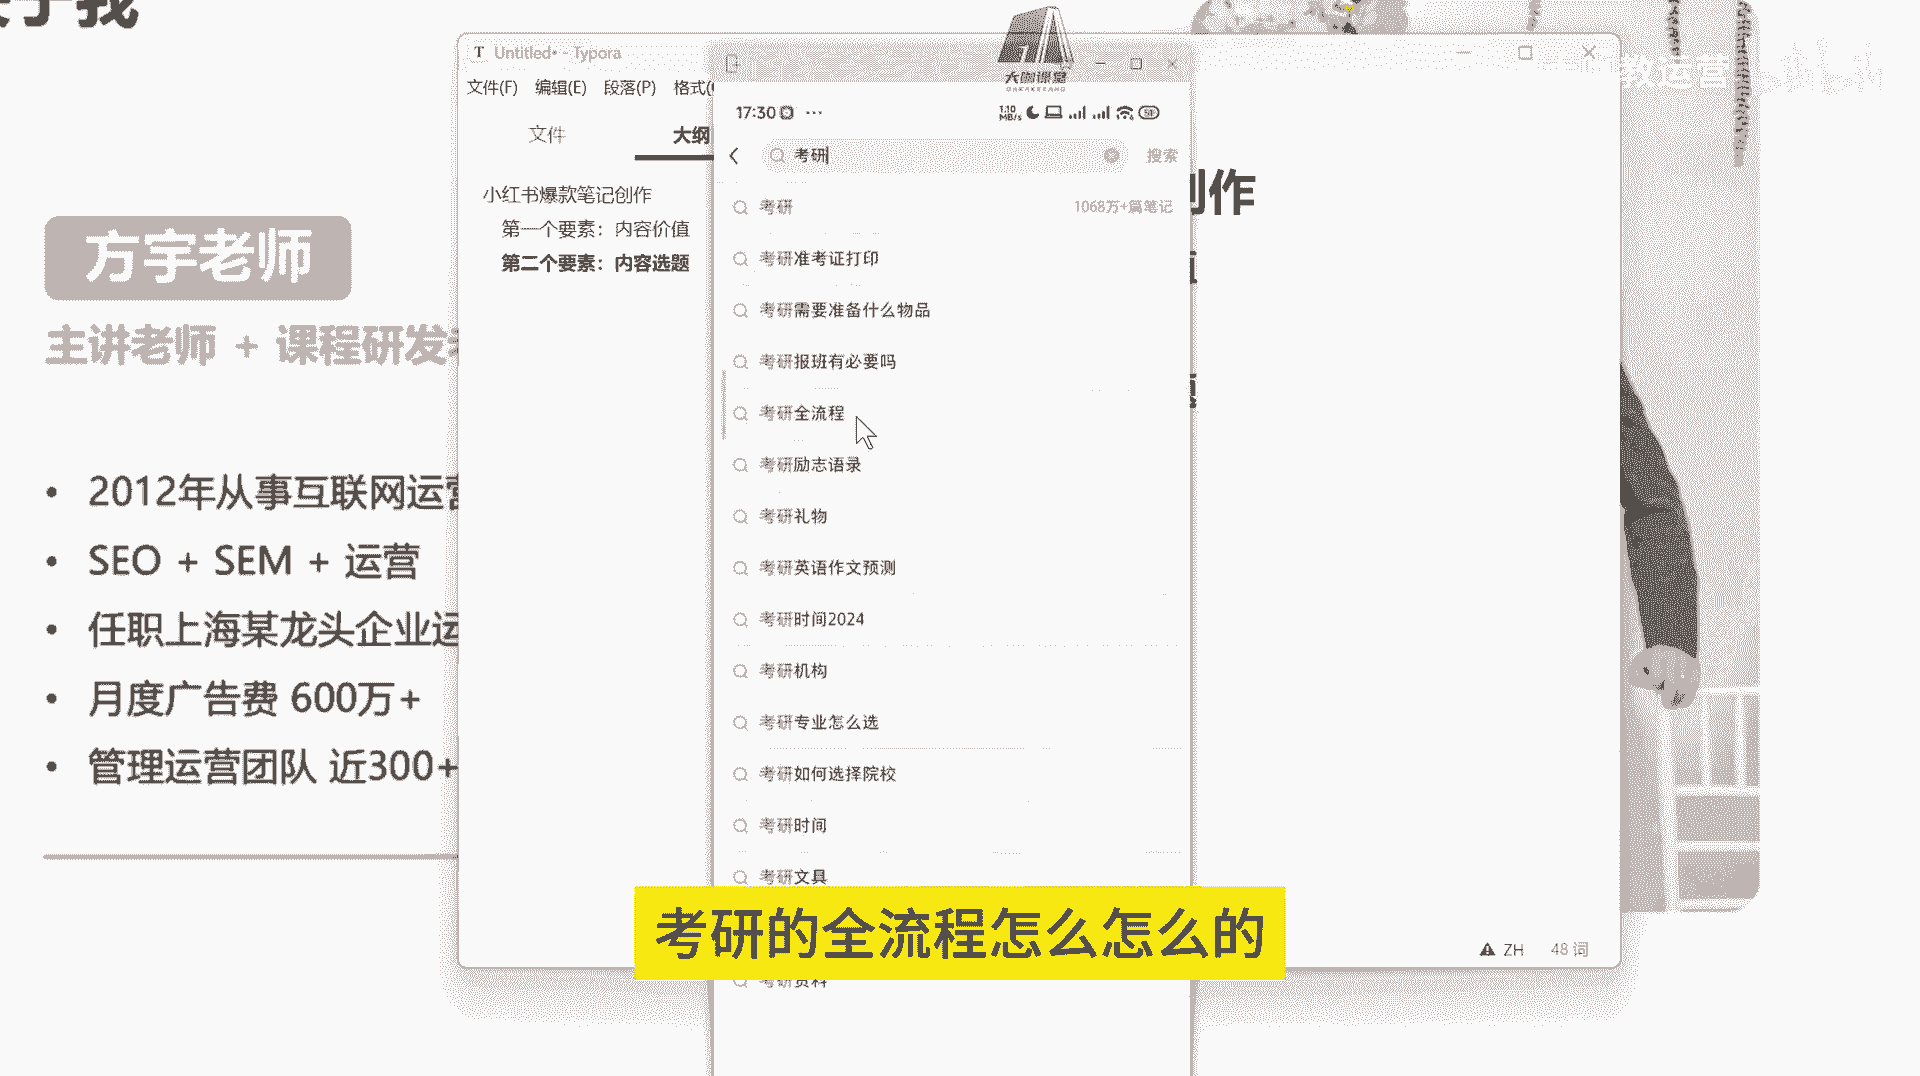 关于我
方宇老师
主讲老师 + 课程研发
2012年从事互联网运营
SEO + SEM + 运营
任职上海某龙头企业运
月度广告费 600万+
管理运营团队 近300+
T Untitled• - Typora
文件(F) 编辑(E) 段落(P) 格式(
文件
大纲
小红书爆款笔记创作
第一个要素：内容价值
第二个要素：内容选题
创作
大咖课堂
DAKAKETANG
教运营
bilibili
17:30
1.10 MB/s
考研
搜索
考研
1068万+篇笔记
考研准考证打印
考研需要准备什么物品
考研报班有必要吗
考研全流程
考研励志语录
考研礼物
考研英语作文预测
考研时间2024
考研机构
考研专业怎么选
考研如何选择院校
考研时间
考研文具
考研的全流程怎么怎么的
考研资料
ZH
48 词